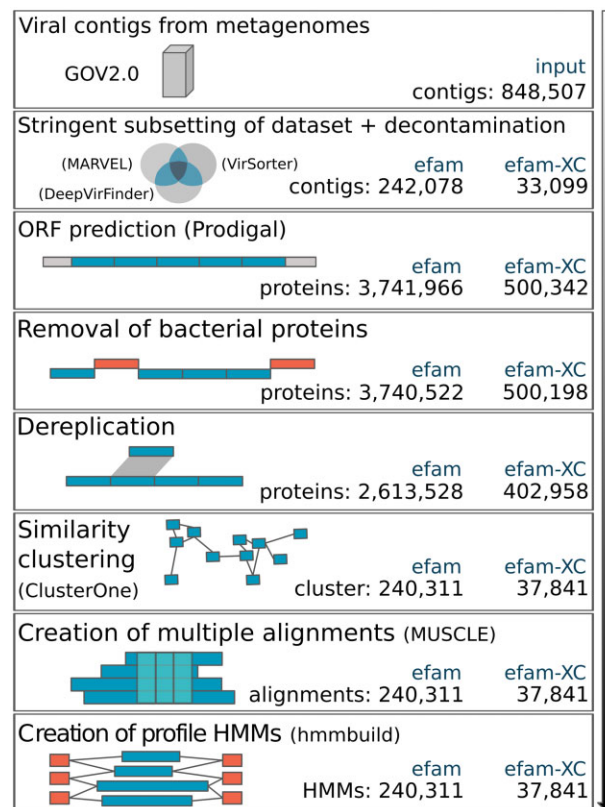 Viral contigs from metagenomes
GOV2.0
input
contigs: 848,507
Stringent subsetting of dataset + decontamination
(MARVEL) (VirSorter)
(DeepVirFinder)
efam efam-XC
contigs: 242,078 33,099
ORF prediction (Prodigal)
efam efam-XC
proteins: 3,741,966 500,342
Removal of bacterial proteins
efam efam-XC
proteins: 3,740,522 500,198
Dereplication
efam efam-XC
proteins: 2,613,528 402,958
Similarity
clustering
(ClusterOne)
efam efam-XC
cluster: 240,311 37,841
Creation of multiple alignments (MUSCLE)
efam efam-XC
alignments: 240,311 37,841
Creation of profile HMMs (hmmbuild)
efam efam-XC
HMMs: 240,311 37,841